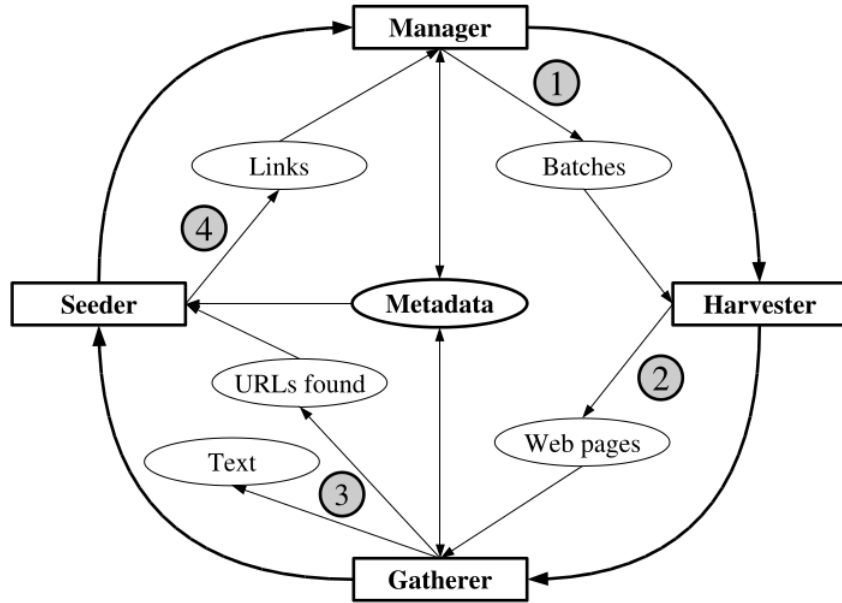 Manager
1
Links
Batches
4
Seeder
Metadata
Harvester
URLs found
2
Text
Web pages
3
Gatherer